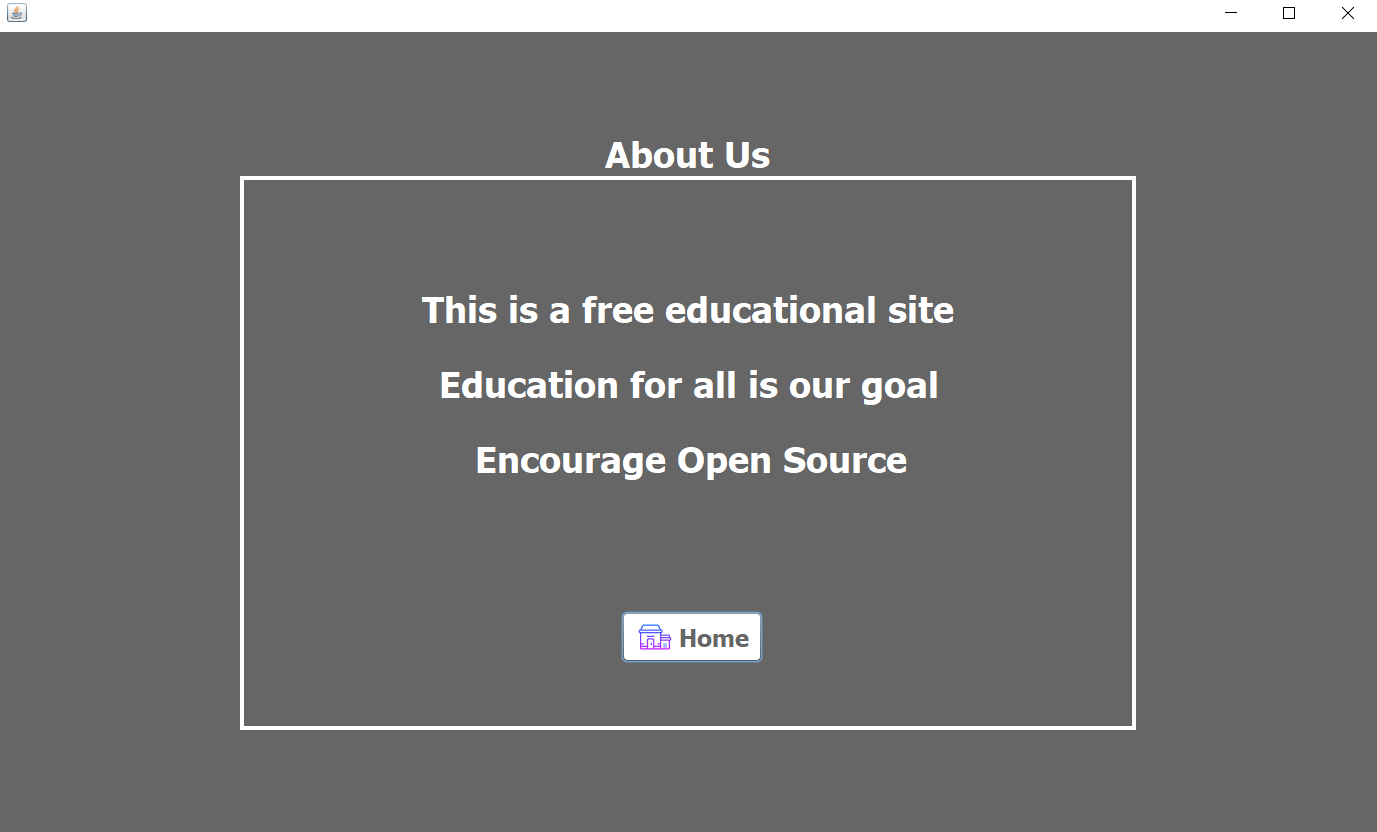 About Us
This is a free educational site
Education for all is our goal
Encourage Open Source
Home